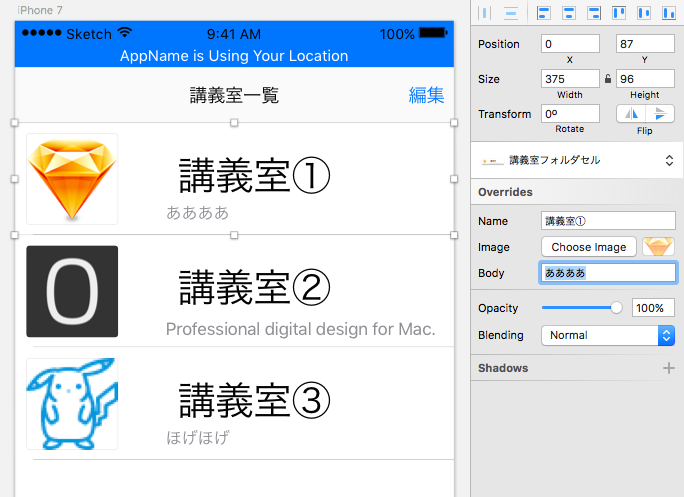 iPhone 7
Sketch 9:41 AM 100%
AppName is Using Your Location
講義室一覧 編集
講義室①
ああああ
0
講義室②
Professional digital design for Mac.
講義室③
ほげほげ
Position 0 87
X Y
Size 375 96
Width Height
Transform 0º
Rotate Flip
講義室フォルダセル
Overrides
Name 講義室①
Image Choose Image
Body ああああ
Opacity 100%
Blending Normal
Shadows